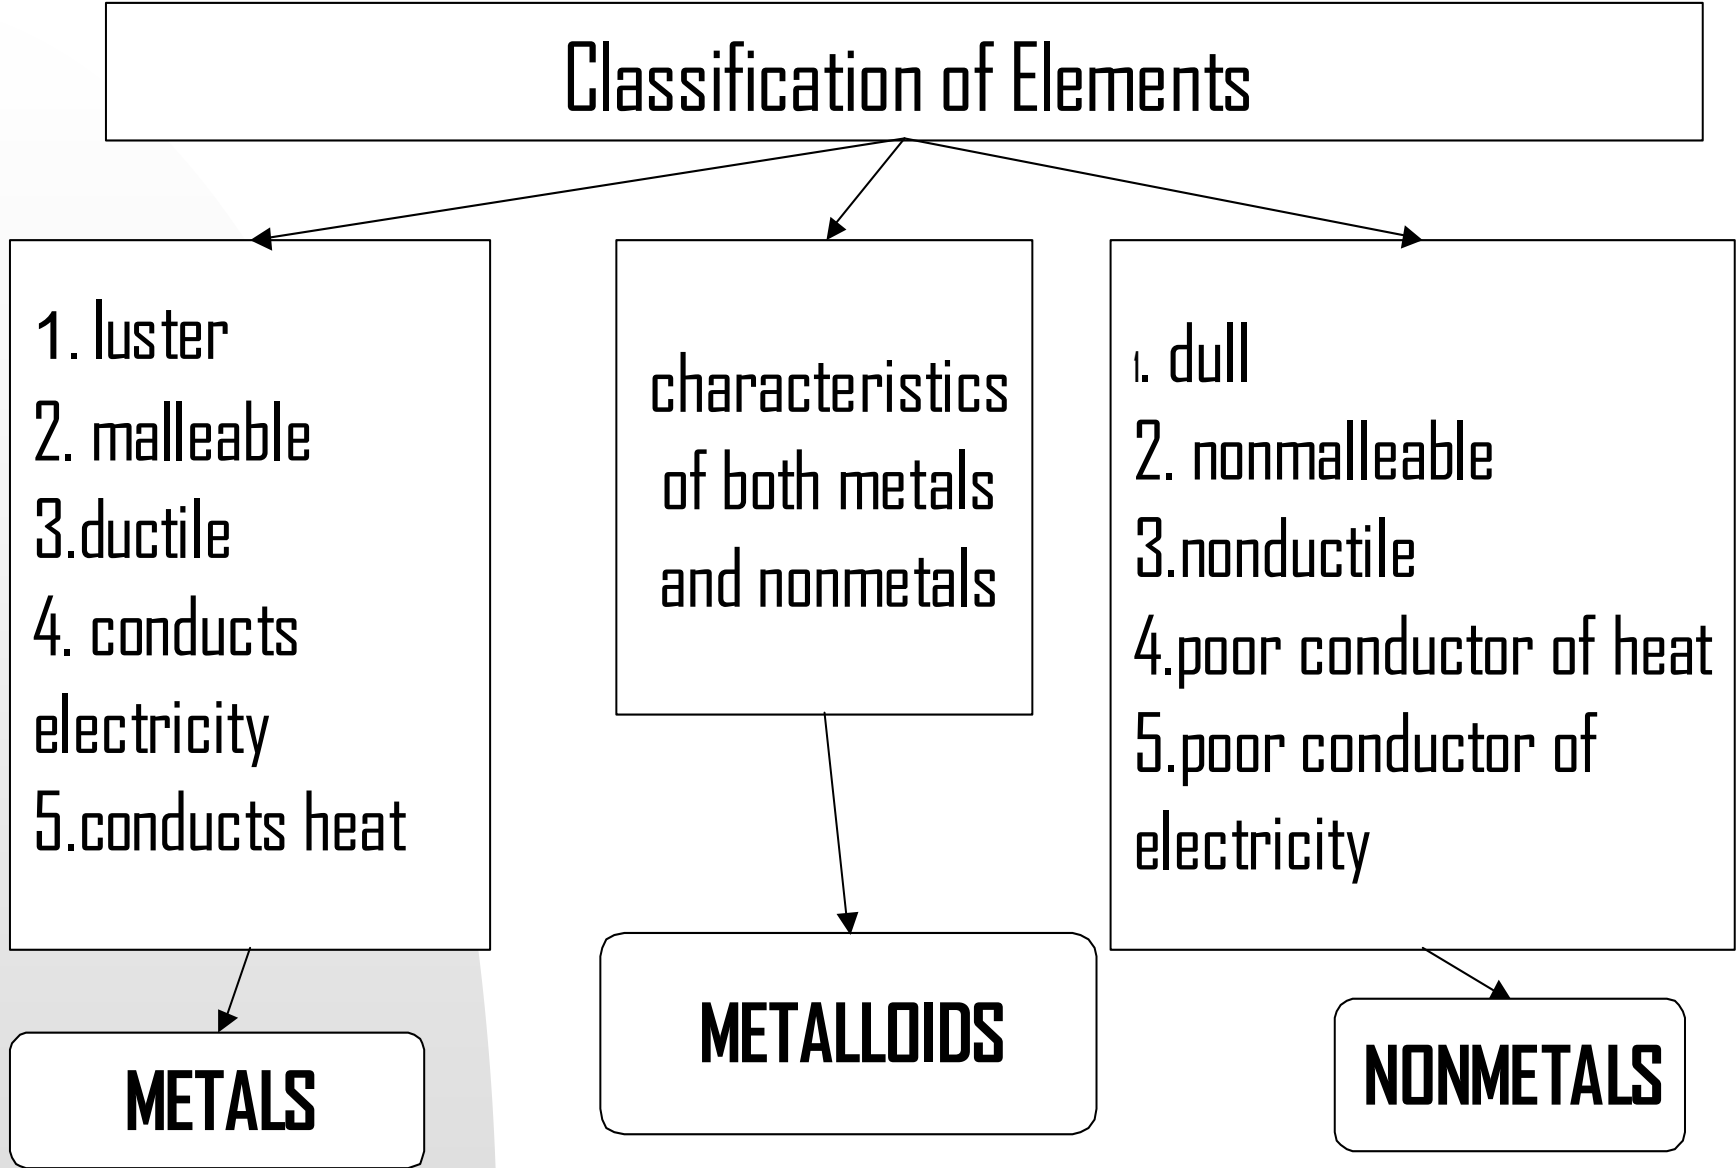 Classification of Elements
1. luster
2. malleable
3.ductile
4. conducts
electricity
5.conducts heat
characteristics
of both metals
and nonmetals
1. dull
2. nonmalleable
3.nonductile
4.poor conductor of heat
5.poor conductor of
electricity
METALS
METALLOIDS
NONMETALS